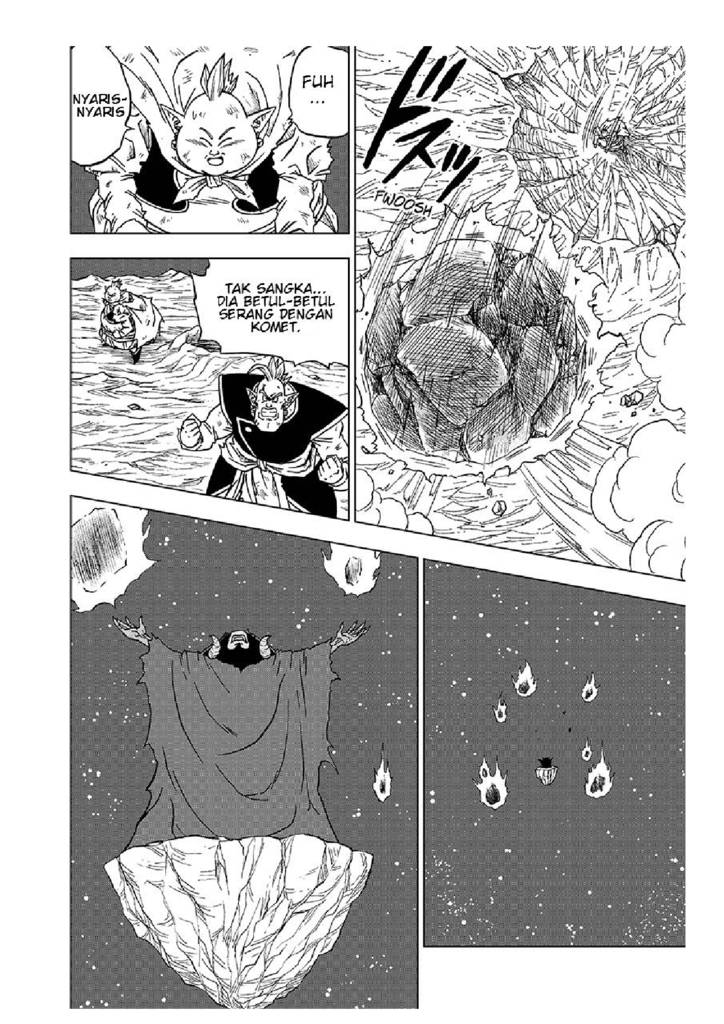 ドズッ
FWOOSH
FUH
...
NYARIS-
NYARIS
TAK SANGKA...
DIA BETUL-BETUL
SERANG DENGAN
KOMET.